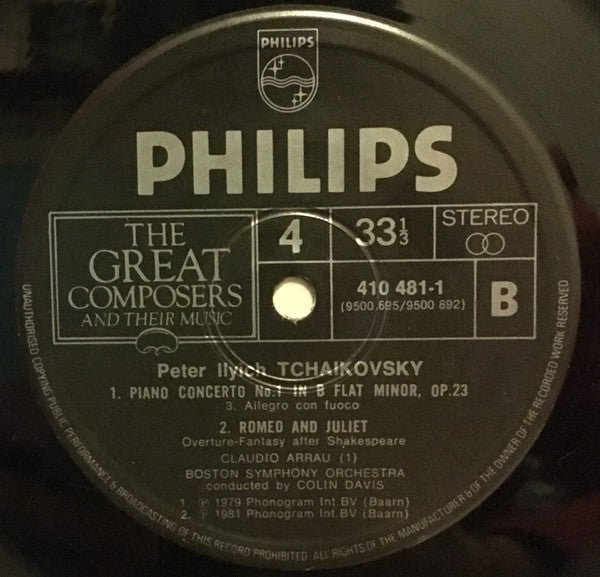 PHILIPS
PHILIPS
THE
GREAT
COMPOSERS
AND THEIR MUSIC
4
33 1/3
STEREO
410 481-1
(9500 695/9500 892)
B
Peter Ilyich TCHAIKOVSKY
1. PIANO CONCERTO No.1 IN B FLAT MINOR, OP.23
3. Allegro con fuoco
2. ROMEO AND JULIET
Overture-Fantasy after Shakespeare
CLAUDIO ARRAU (1)
BOSTON SYMPHONY ORCHESTRA
conducted by COLIN DAVIS
1. ℗ 1979 Phonogram Int.BV (Baarn)
2. ℗ 1981 Phonogram Int.BV (Baarn)
UNAUTHORISED COPYING PUBLIC PERFORMANCE & BROADCASTING OF THIS RECORD PROHIBITED. ALL RIGHTS OF THE MANUFACTURER & OF THE OWNER OF THE RECORDED WORK RESERVED